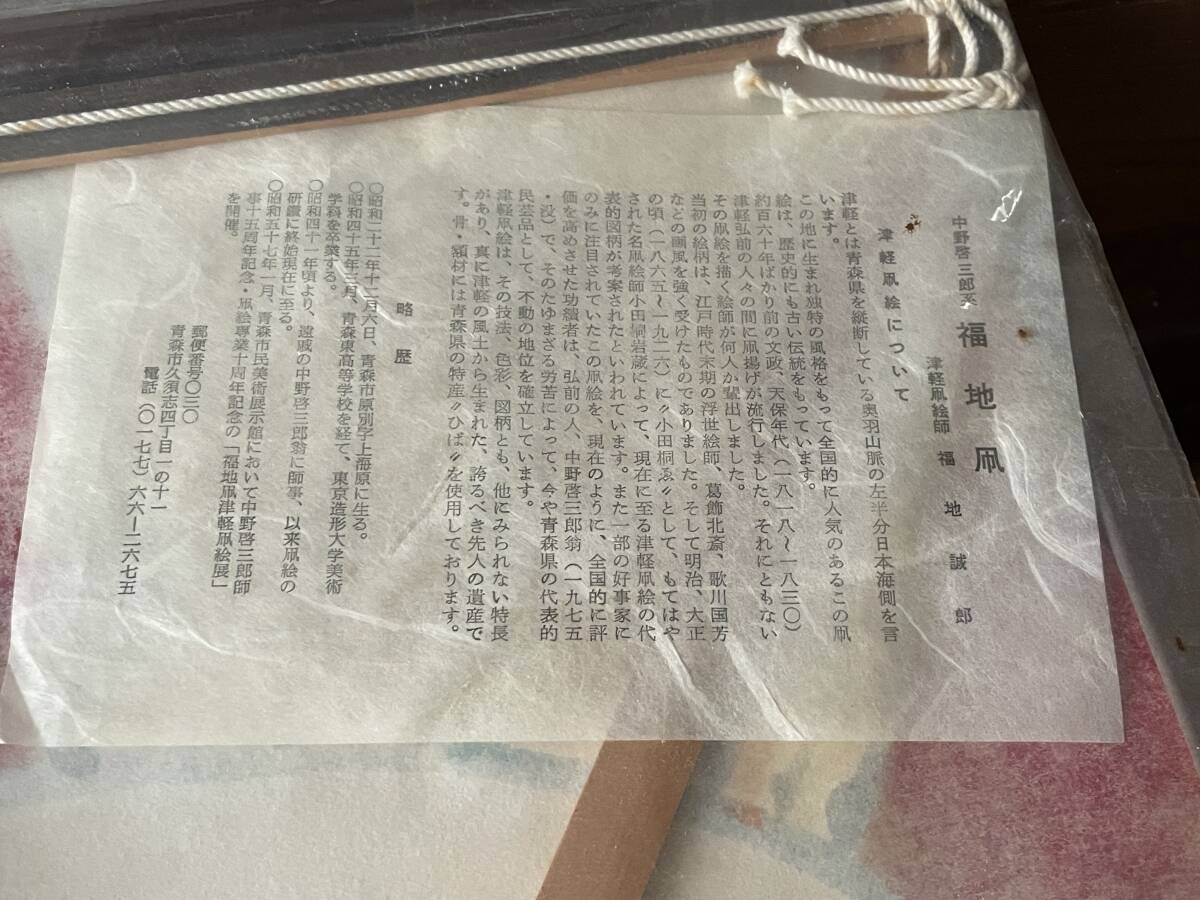 中野啓三郎系 福地凧
津軽凧絵師 福地誠郎
津軽凧絵について
津軽とは青森県を縦断している奥羽山脈の左半分日本海側を言
います。
この地に生まれ独特の風格をもって全国的に人気のあるこの凧
絵は、歴史的にも古い伝統をもっています。
約百六十年ばかり前の文政、天保年代（一八一八～一八三〇）
津軽弘前の人々の間に凧揚げが流行しました。それにともない
その凧絵を描く絵師が何人か輩出しました。
当初の絵柄は、江戸時代末期の浮世絵師、葛飾北斎、歌川国芳
などの画風を強く受けたものでありました。そして明治、大正
の頃（一八六五～一九二六）に〃小田桐ゑ〃として、もてはや
された名凧絵師小田桐岩蔵によって、現在に至る津軽凧絵の代
表的図柄が考案されたといわれています。また一部の好事家に
のみに注目されていたこの凧絵を、現在のように、全国的に評
価を高めさせた功績者は、弘前の人、中野啓三郎翁（一九七五
・没）で、そのたゆまざる労苦によって、今や青森県の代表的
民芸品として、不動の地位を確立しています。
津軽凧絵は、その技法、色彩、図柄とも、他にみられない特長
があり、真に津軽の風土から生まれた、誇るべき先人の遺産で
す。骨・額材には青森県の特産〃ひば〃を使用しております。
略歴
○昭和二十二年十二月六日、青森市原別字上海原に生る。
○昭和四十五年三月、青森東高等学校を経て、東京造形大学美術
学科を卒業する。
○昭和四十一年頃より、遠戚の中野啓三郎翁に師事、以来凧絵の
研鑽に終始現在に至る。
○昭和五十七年一月、青森市民美術展示館において中野啓三郎師
事十五周年記念・凧絵専業十周年記念の「福地凧津軽凧絵展」
を開催。
郵便番号〇三〇
青森市久須志四丁目一の十一
電話（〇一七七）六六ー二六七五